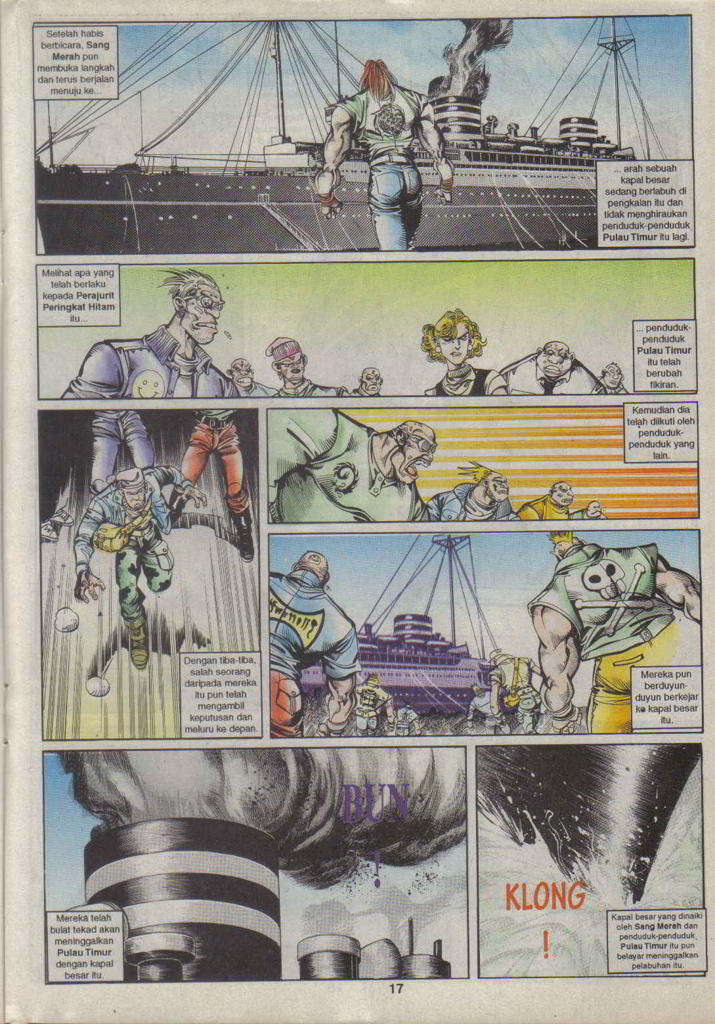 Setelah habis
berbicara, Sang
Merah pun
membuka langkah
dan terus berjalan
menuju ke...
... arah sebuah
kapal besar
sedang berlabuh di
pengkalan itu dan
tidak menghiraukan
penduduk-penduduk
Pulau Timur itu lagi.
Melihat apa yang
telah berlaku
kepada Perajurit
Peringkat Hitam
itu...
... penduduk-
penduduk
Pulau Timur
itu telah
berubah
fikiran.
Dengan tiba-tiba,
salah seorang
daripada mereka
itu pun telah
mengambil
keputusan dan
meluru ke depan.
Kemudian dia
telah diikuti oleh
penduduk-
penduduk yang
lain.
Mereka pun
berduyun-
duyun berkejar
ke kapal besar
itu.
BUN
!
Mereka telah
bulat tekad akan
meninggalkan
Pulau Timur
dengan kapal
besar itu.
KLONG
!
Kapal besar yang dinaiki
oleh Sang Merah dan
penduduk-penduduk
Pulau Timur itu pun
belayar meninggalkan
pelabuhan itu.
17